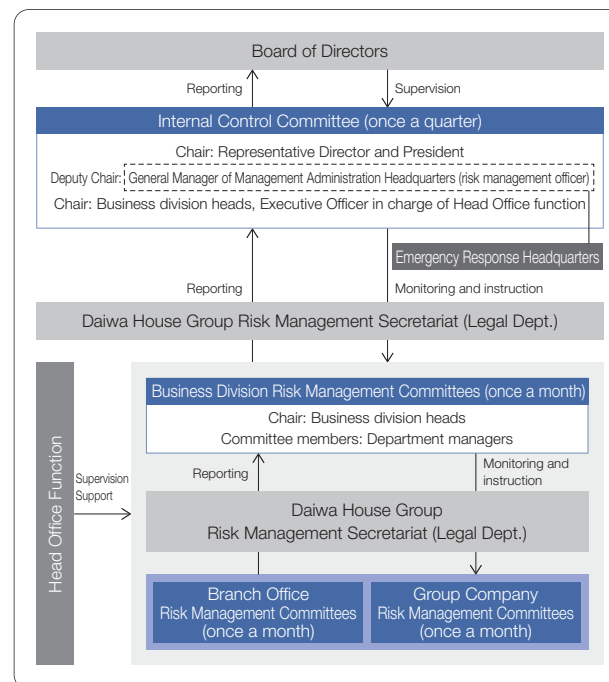 Board of Directors
Reporting
Supervision
Internal Control Committee (once a quarter)
Chair: Representative Director and President
Deputy Chair: General Manager of Management Administration Headquarters (risk management officer)
Chair: Business division heads, Executive Officer in charge of Head Office function
Emergency Response Headquarters
Reporting
Monitoring and instruction
Daiwa House Group Risk Management Secretariat (Legal Dept.)
Head Office Function
Supervision
Support
Business Division Risk Management Committees (once a month)
Chair: Business division heads
Committee members: Department managers
Reporting
Monitoring and
instruction
Daiwa House Group
Risk Management Secretariat (Legal Dept.)
Branch Office
Risk Management Committees
(once a month)
Group Company
Risk Management Committees
(once a month)